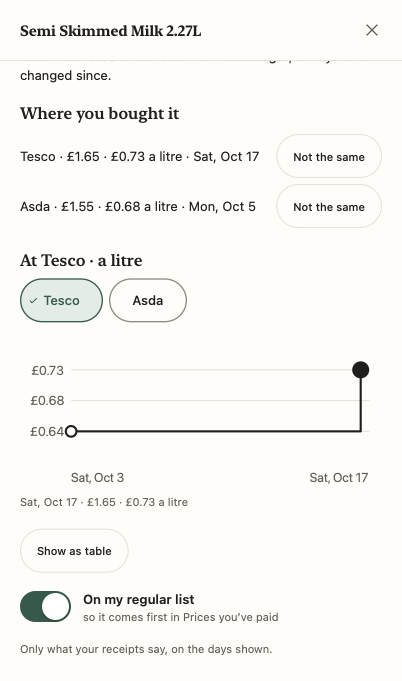 Semi Skimmed Milk 2.27L
changed since.
Where you bought it
Tesco · £1.65 · £0.73 a litre · Sat, Oct 17
Not the same
Asda · £1.55 · £0.68 a litre · Mon, Oct 5
Not the same
At Tesco · a litre
Tesco
Asda
£0.73
£0.68
£0.64
Sat, Oct 3
Sat, Oct 17
Sat, Oct 17 · £1.65 · £0.73 a litre
Show as table
On my regular list
so it comes first in Prices you’ve paid
Only what your receipts say, on the days shown.